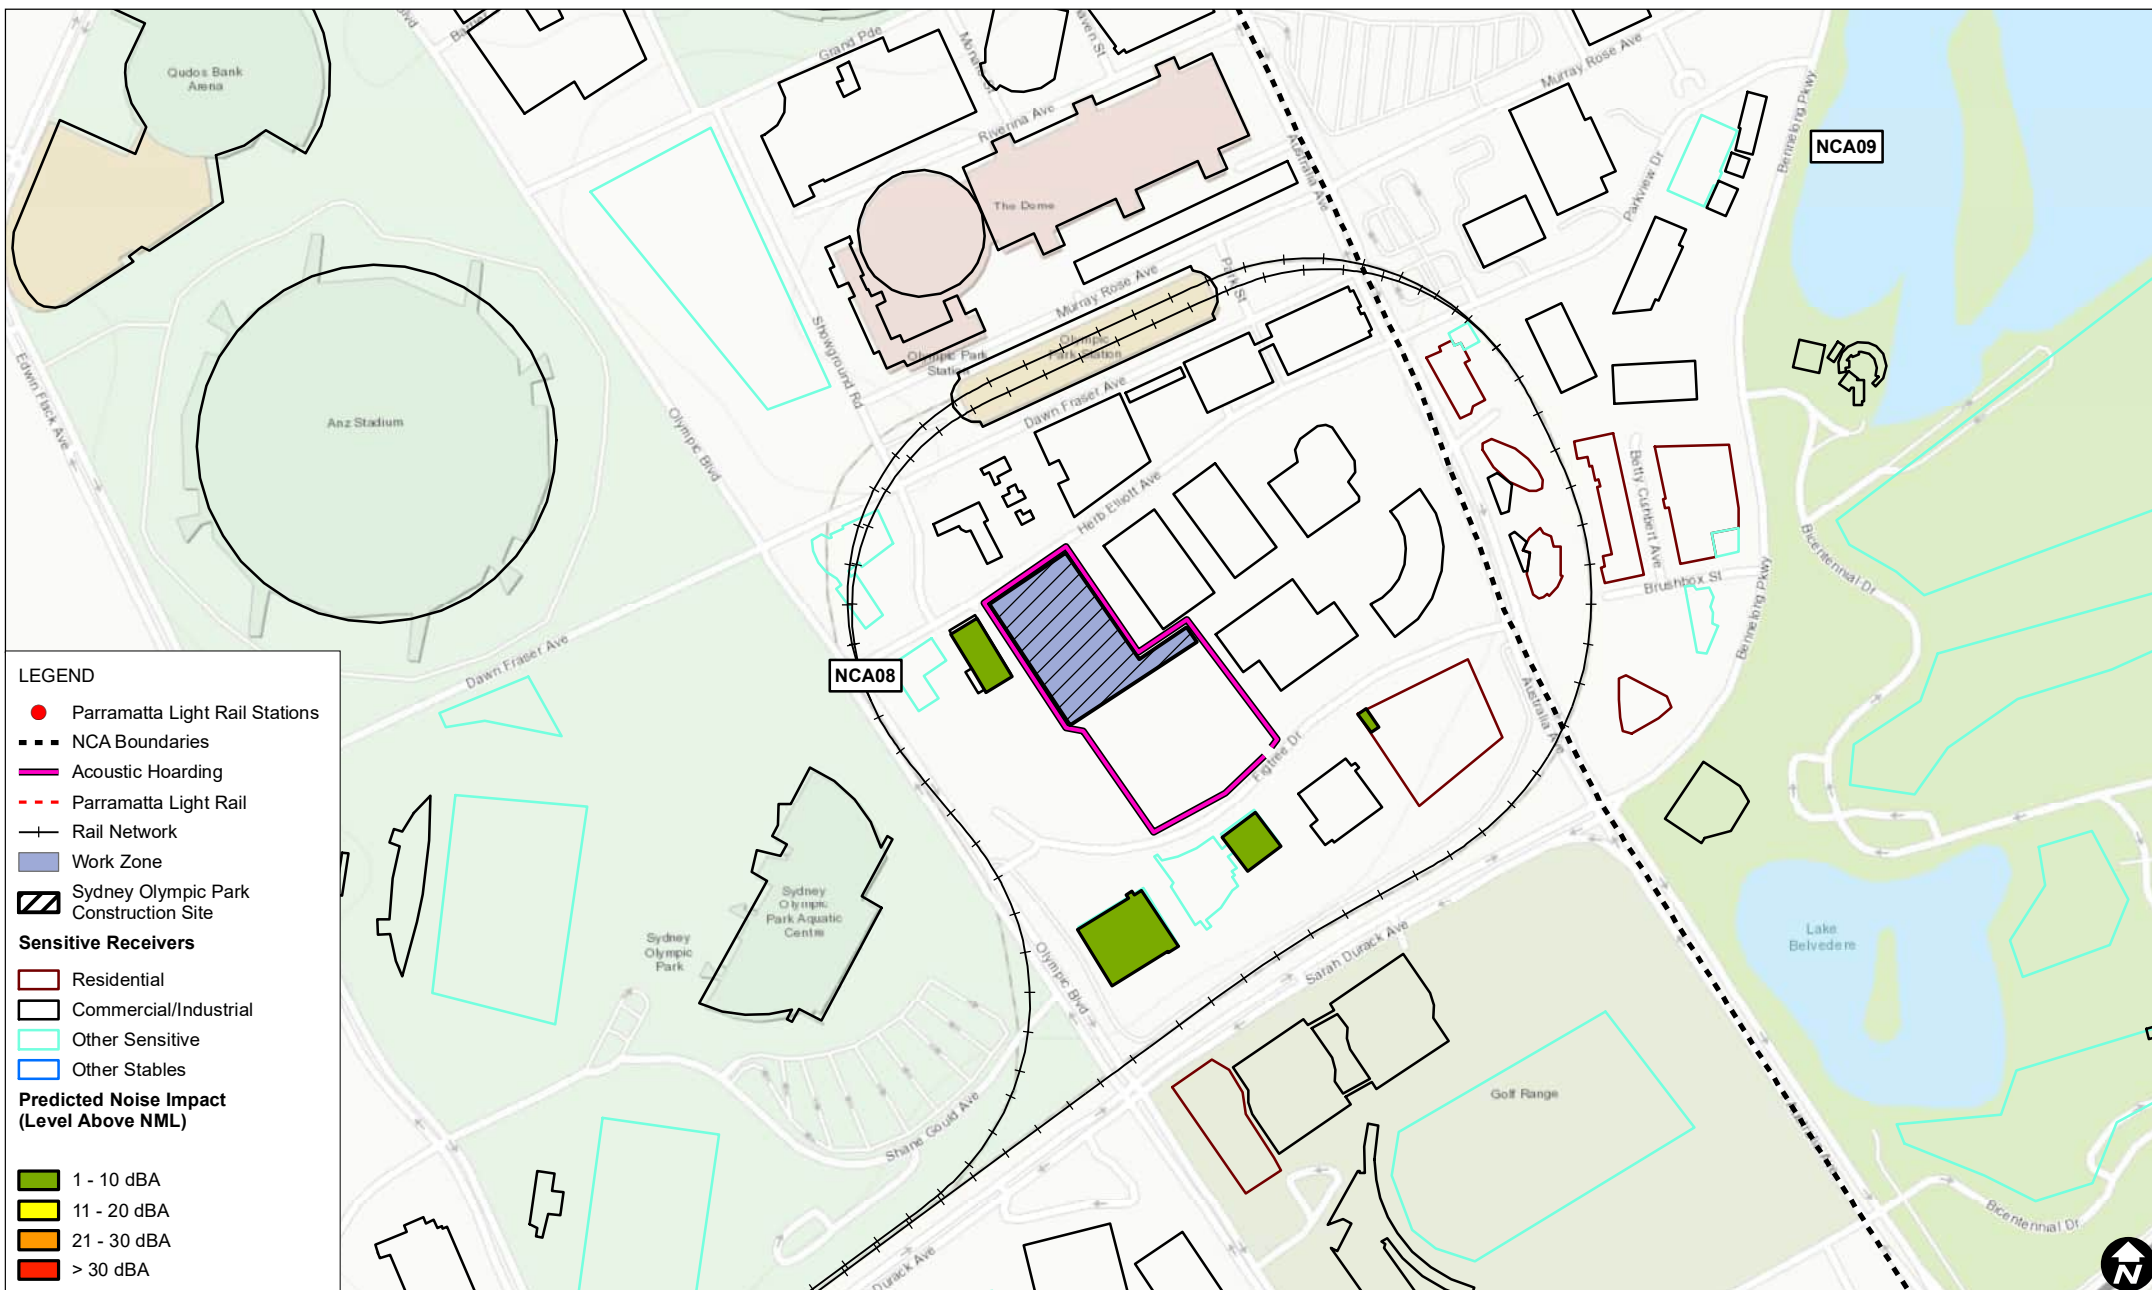 Qudos Bank
Arena
Grand Pde
Murray Rose Ave
Bennelong Pkwy
NCA09
Riverina Ave
Australia Ave
Parkview Dr
The Dome
Murray Rose Ave
Park St
Showground Rd
Olympic Park
Station
Olympic
Park Station
Dawn Fraser Ave
Edwin Flack Ave
Anz Stadium
Olympic Blvd
Herb Elliott Ave
Betty Cuthbert Ave
Brushbox St
Bicentennial Dr
Bennelong Pkwy
Dawn Fraser Ave
NCA08
Australia Ave
Figtree Dr
LEGEND
Parramatta Light Rail Stations
NCA Boundaries
Acoustic Hoarding
Parramatta Light Rail
Rail Network
Work Zone
Sydney Olympic Park
Construction Site
Sensitive Receivers
Residential
Commercial/Industrial
Other Sensitive
Other Stables
Predicted Noise Impact
(Level Above NML)
1 - 10 dBA
11 - 20 dBA
21 - 30 dBA
> 30 dBA
Sydney
Olympic
Park Aquatic
Centre
Sydney
Olympic
Park
Olympic Blvd
Sarah Durack Ave
Lake
Belvedere
Golf Range
Shane Gould Ave
Bicentennial Dr
Durack Ave
N